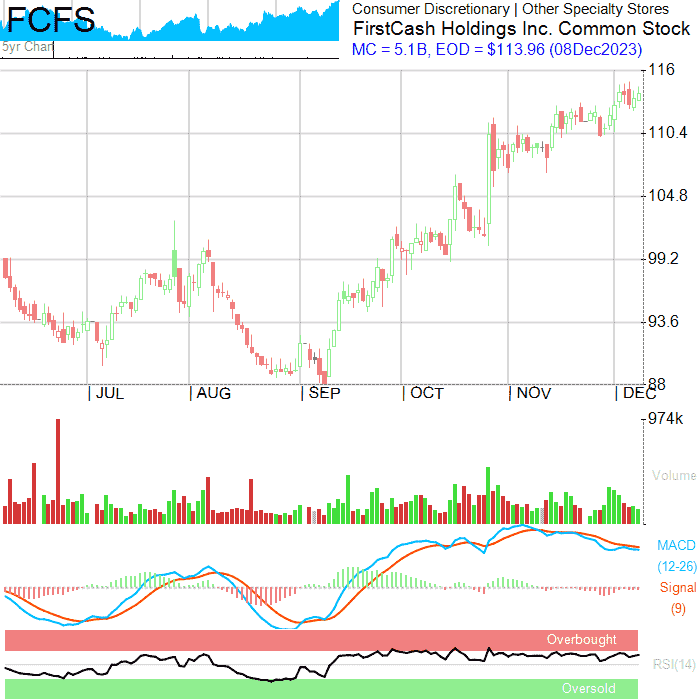 FCFS
5yr Chart
Consumer Discretionary | Other Specialty Stores
FirstCash Holdings Inc. Common Stock
MC = 5.1B, EOD = $113.96 (08Dec2023)
116
110.4
104.8
99.2
93.6
88
JUL AUG SEP OCT NOV DEC
974k
Volume
MACD
(12-26)
Signal
(9)
Overbought
RSI(14)
Oversold